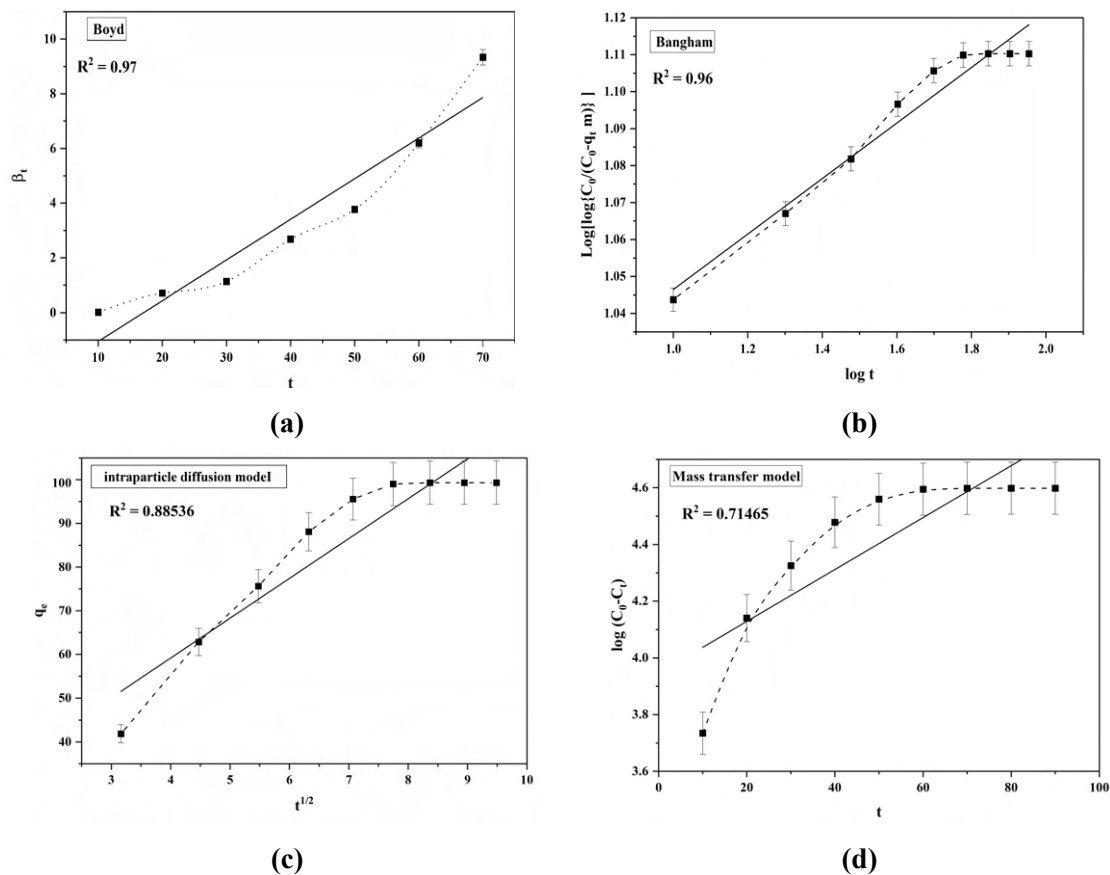 Boyd
R² = 0.97
10
8
6
4
2
0
βₜ
10 20 30 40 50 60 70
t
(a)
Bangham
R² = 0.96
1.12
1.11
1.10
1.09
1.08
1.07
1.06
1.05
1.04
Log[log{C₀/(C₀-qₜ m)} ]
1.0 1.2 1.4 1.6 1.8 2.0
log t
(b)
intraparticle diffusion model
R² = 0.88536
100
90
80
70
60
50
40
qₑ
3 4 5 6 7 8 9 10
t¹/²
(c)
Mass transfer model
R² = 0.71465
4.6
4.4
4.2
4.0
3.8
3.6
log (C₀-Cₜ)
0 20 40 60 80 100
t
(d)